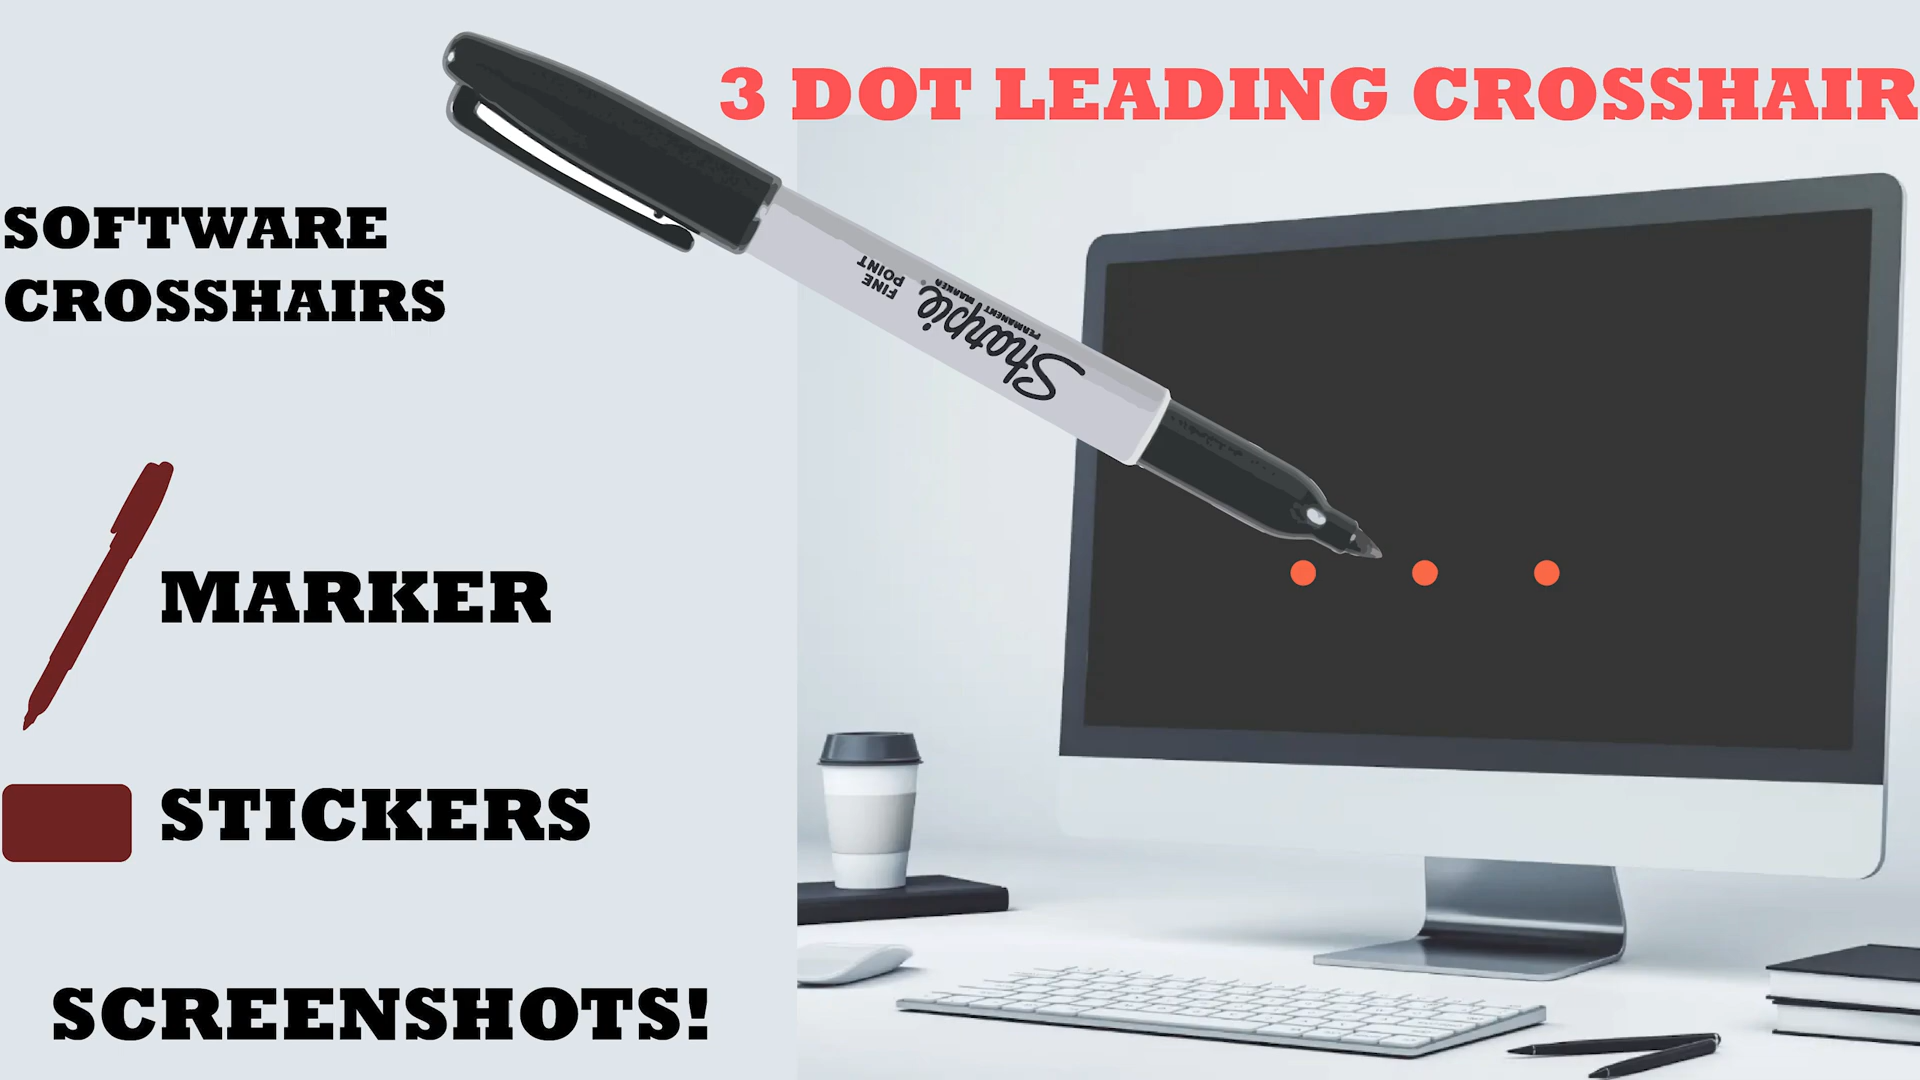 3 DOT LEADING CROSSHAIR
SOFTWARE
CROSSHAIRS
FINE
POINT
Sharpie
PERMANENT MARKER
MARKER
STICKERS
SCREENSHOTS!